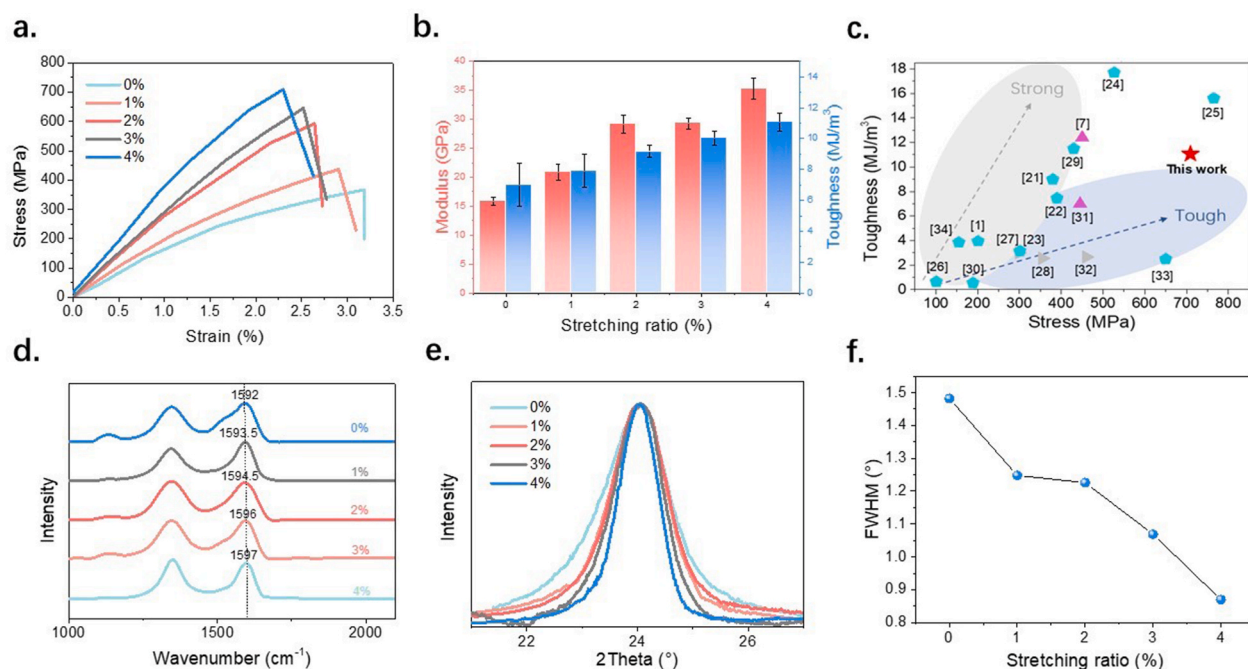 a.
Stress (MPa)
800
700
600
500
400
300
200
100
0
0%
1%
2%
3%
4%
0.0 0.5 1.0 1.5 2.0 2.5 3.0 3.5
Strain (%)
b.
Modulus (GPa)
40
35
30
25
20
15
10
5
0
14
12
10
8
6
4
2
0
Toughness (MJ/m³)
0 1 2 3 4
Stretching ratio (%)
c.
Toughness (MJ/m³)
18
16
14
12
10
8
6
4
2
0
Strong
[24]
[25]
[7]
[29]
This work
[21]
[22]
[31]
Tough
[34]
[1]
[27]
[23]
[26]
[30]
[28]
[32]
[33]
100 200 300 400 500 600 700 800
Stress (MPa)
d.
Intensity
1592
0%
1593.5
1%
1594.5
2%
1596
3%
1597
4%
1000 1500 2000
Wavenumber (cm⁻¹)
e.
Intensity
0%
1%
2%
3%
4%
22 24 26
2 Theta (°)
f.
FWHM (°)
1.5
1.4
1.3
1.2
1.1
1.0
0.9
0.8
0 1 2 3 4
Stretching ratio (%)